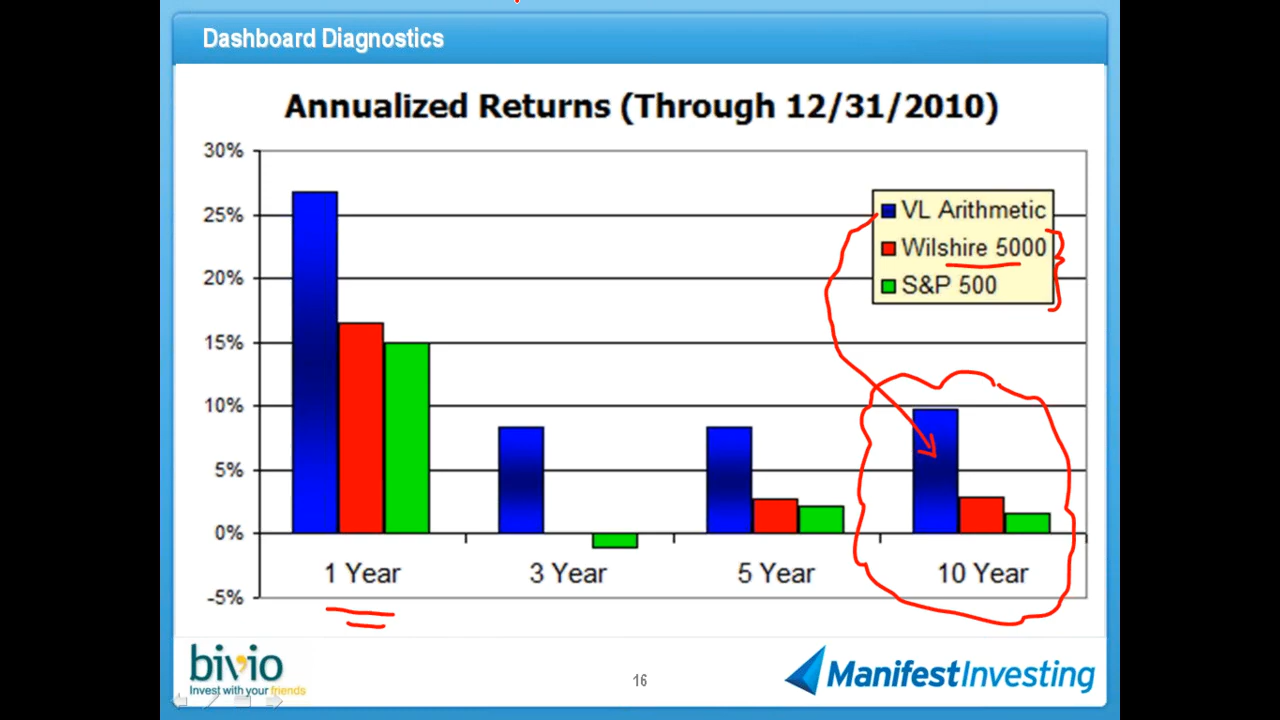 Dashboard Diagnostics
Annualized Returns (Through 12/31/2010)
30%
25%
20%
15%
10%
5%
0%
-5%
VL Arithmetic
Wilshire 5000
S&P 500
1 Year
3 Year
5 Year
10 Year
bivio
Invest with your friends
16
ManifestInvesting